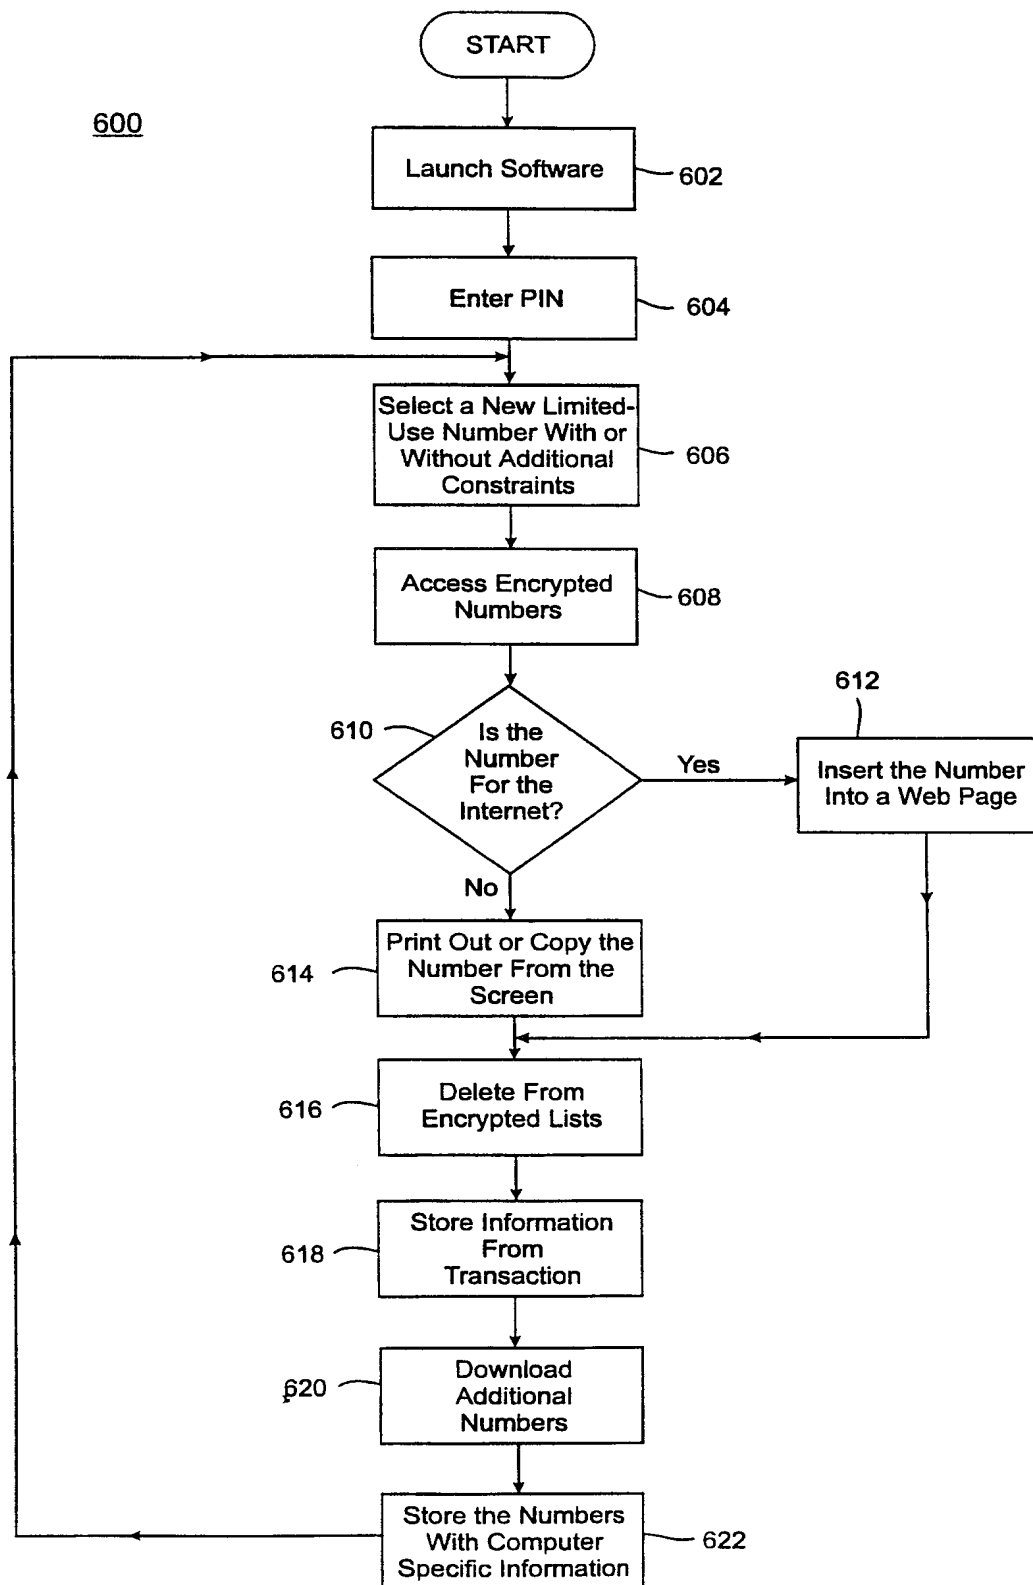 START
600
Launch Software
602
Enter PIN
604
Select a New Limited-
Use Number With or
Without Additional
Constraints
606
Access Encrypted
Numbers
608
610
Is the
Number
For the
Internet?
Yes
612
Insert the Number
Into a Web Page
No
614
Print Out or Copy the
Number From the
Screen
616
Delete From
Encrypted Lists
618
Store Information
From
Transaction
620
Download
Additional
Numbers
Store the Numbers
With Computer
Specific Information
622